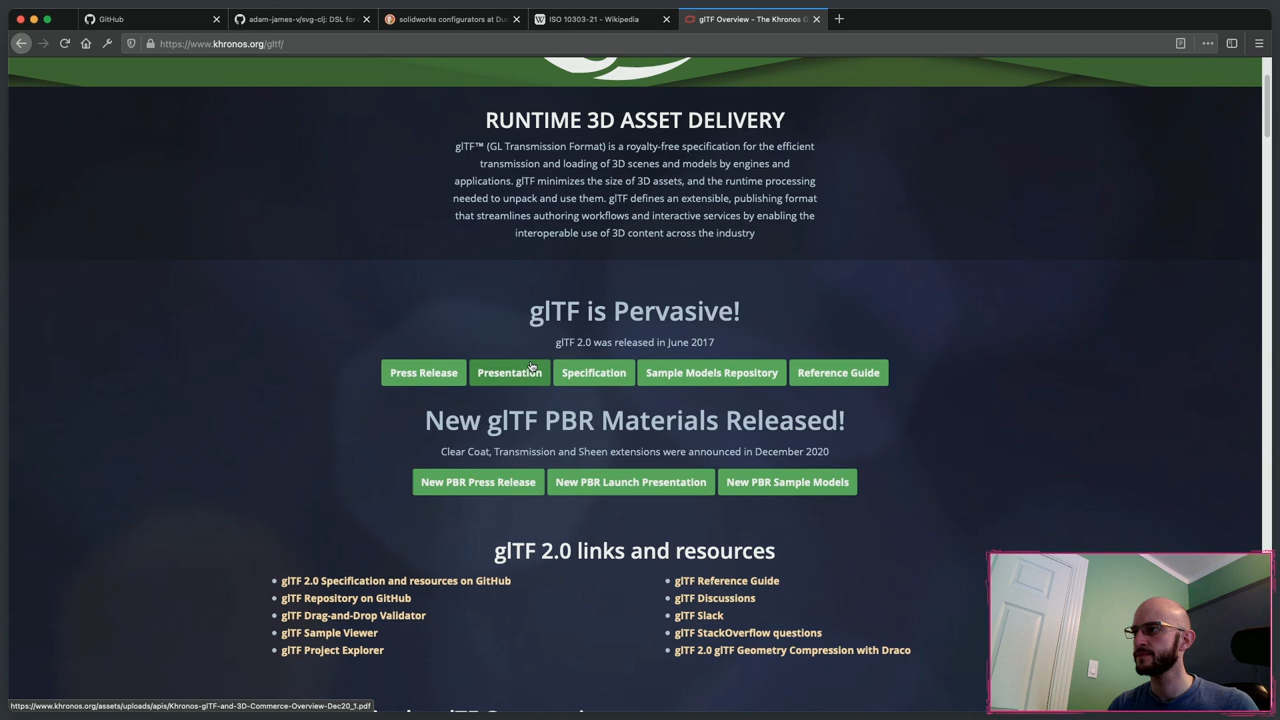 GitHub
adam-james-v/svg-clj: DSL for
solidworks configurators at Du
ISO 10303-21 - Wikipedia
glTF Overview - The Khronos G
https://www.khronos.org/gltf/
RUNTIME 3D ASSET DELIVERY
glTF™ (GL Transmission Format) is a royalty-free specification for the efficient
transmission and loading of 3D scenes and models by engines and
applications. glTF minimizes the size of 3D assets, and the runtime processing
needed to unpack and use them. glTF defines an extensible, publishing format
that streamlines authoring workflows and interactive services by enabling the
interoperable use of 3D content across the industry
glTF is Pervasive!
glTF 2.0 was released in June 2017
Press Release Presentation Specification Sample Models Repository Reference Guide
New glTF PBR Materials Released!
Clear Coat, Transmission and Sheen extensions were announced in December 2020
New PBR Press Release New PBR Launch Presentation New PBR Sample Models
glTF 2.0 links and resources
glTF 2.0 Specification and resources on GitHub
glTF Repository on GitHub
glTF Drag-and-Drop Validator
glTF Sample Viewer
glTF Project Explorer
glTF Reference Guide
glTF Discussions
glTF Slack
glTF StackOverflow questions
glTF 2.0 glTF Geometry Compression with Draco
https://www.khronos.org/assets/uploads/apis/Khronos-glTF-and-3D-Commerce-Overview-Dec20_1.pdf